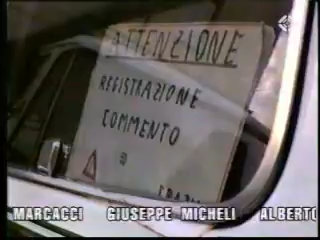 ATTENZIONE
REGISTRAZIONE
COMMENTO
MARCACCI GIUSEPPE MICHELI ALBERTO